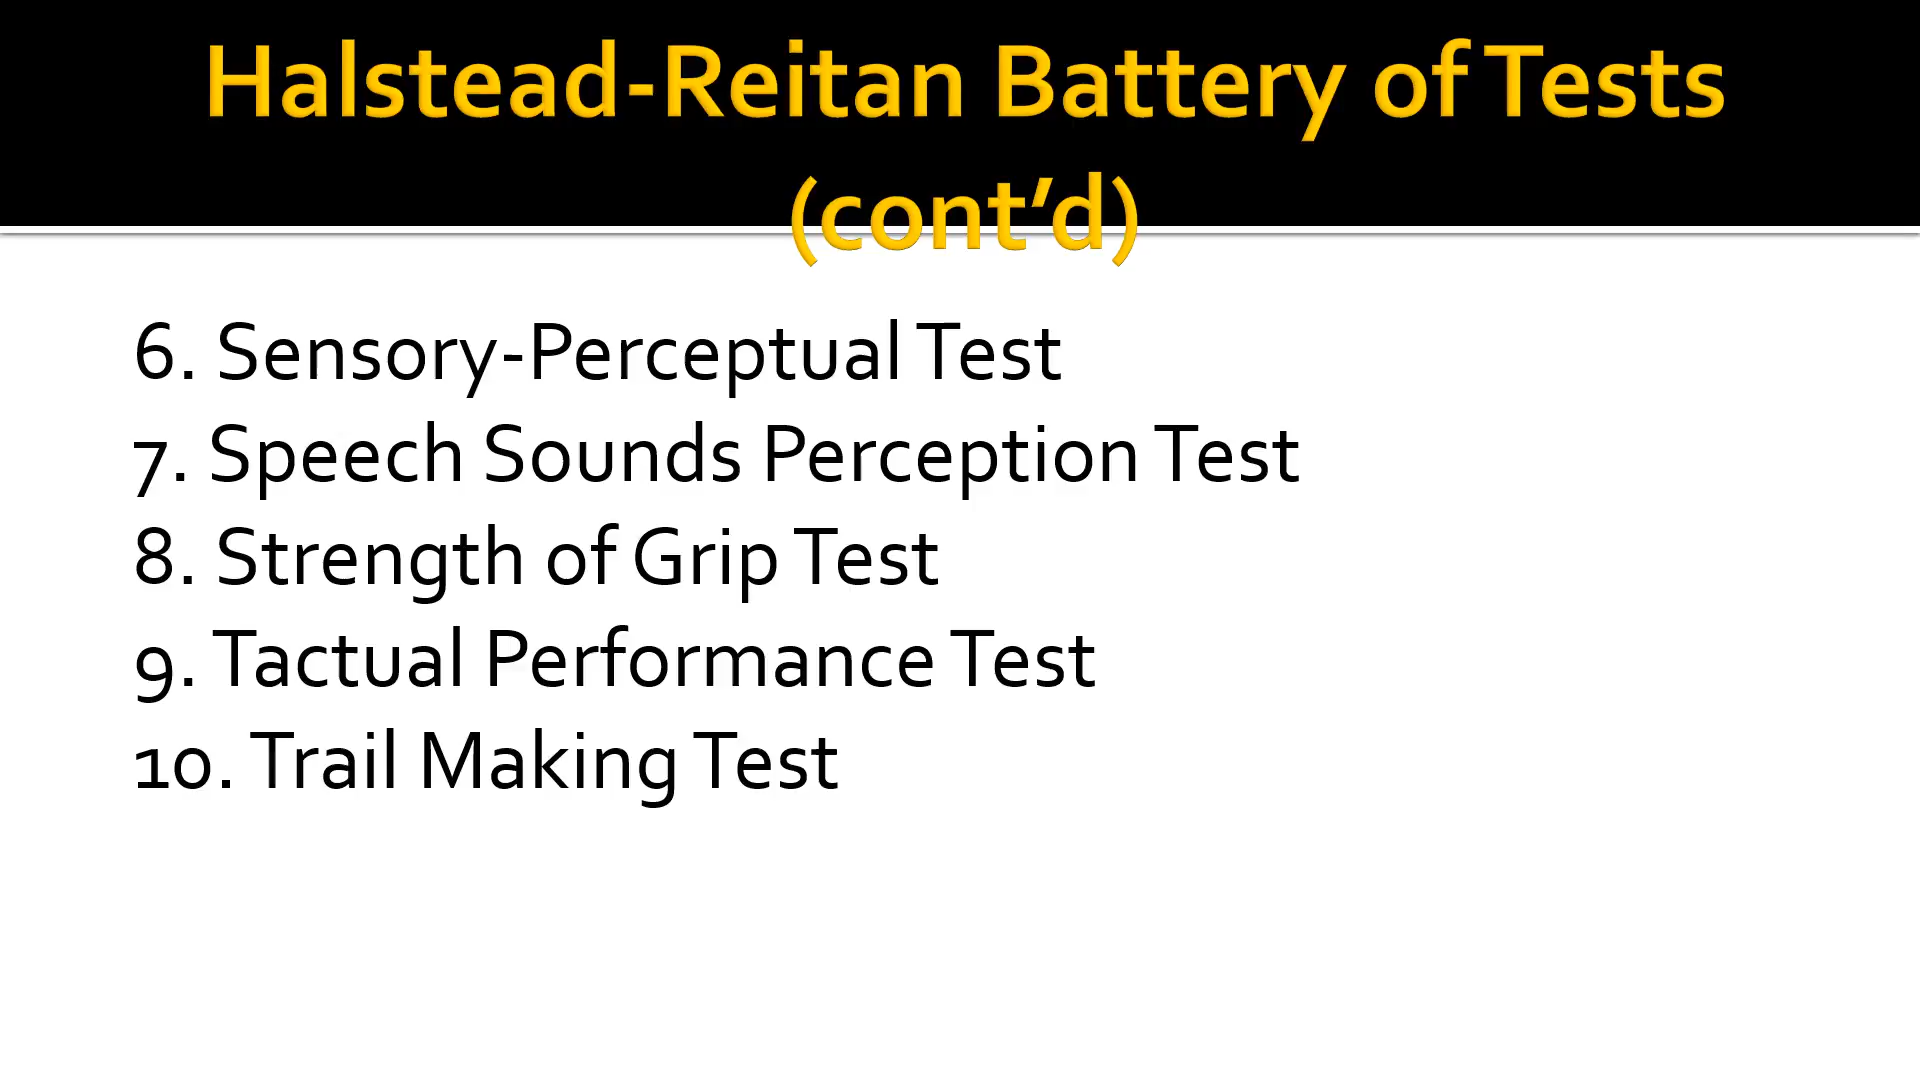 Halstead-Reitan Battery of Tests
(cont’d)
6. Sensory-Perceptual Test
7. Speech Sounds Perception Test
8. Strength of Grip Test
9. Tactual Performance Test
10. Trail Making Test